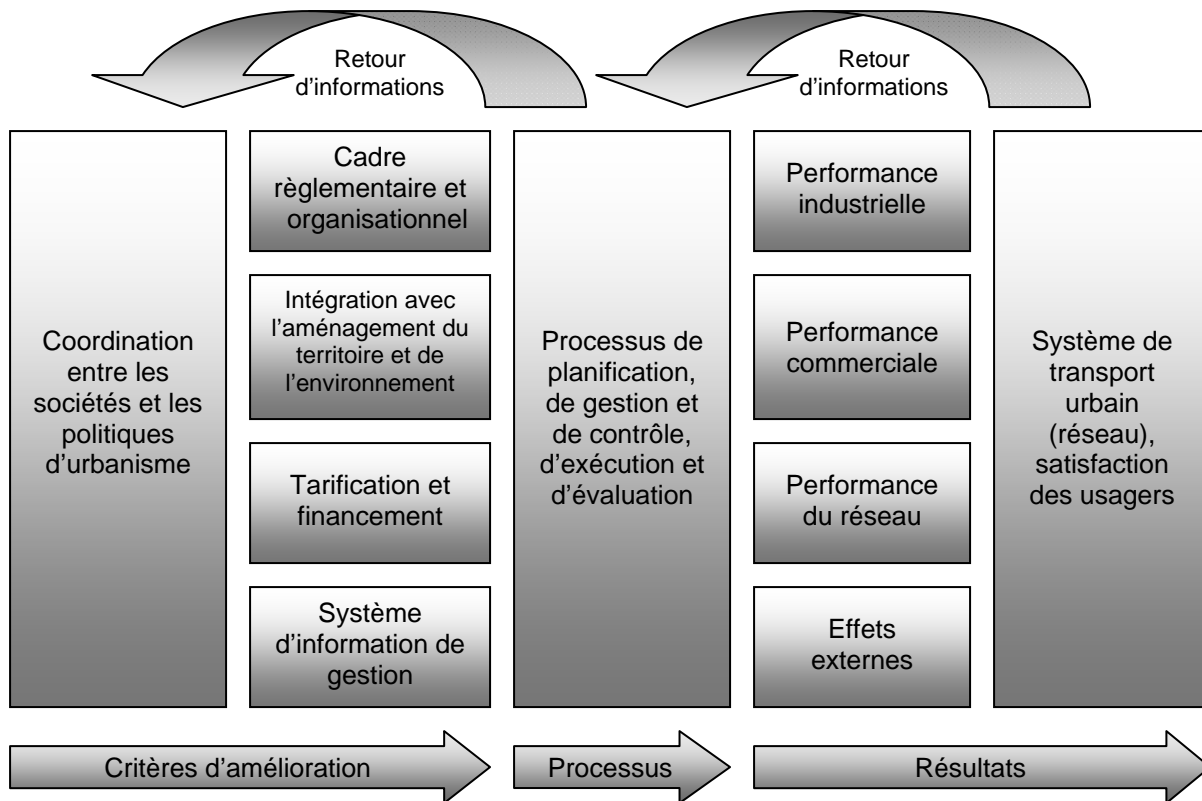 Retour
d’informations
Retour
d’informations
Coordination
entre les
sociétés et les
politiques
d’urbanisme
Cadre
règlementaire et
organisationnel
Intégration avec
l’aménagement du
territoire et de
l’environnement
Tarification et
financement
Système
d’information de
gestion
Processus de
planification,
de gestion et
de contrôle,
d’exécution et
d’évaluation
Performance
industrielle
Performance
commerciale
Performance
du réseau
Effets
externes
Système de
transport
urbain
(réseau),
satisfaction
des usagers
Critères d’amélioration
Processus
Résultats